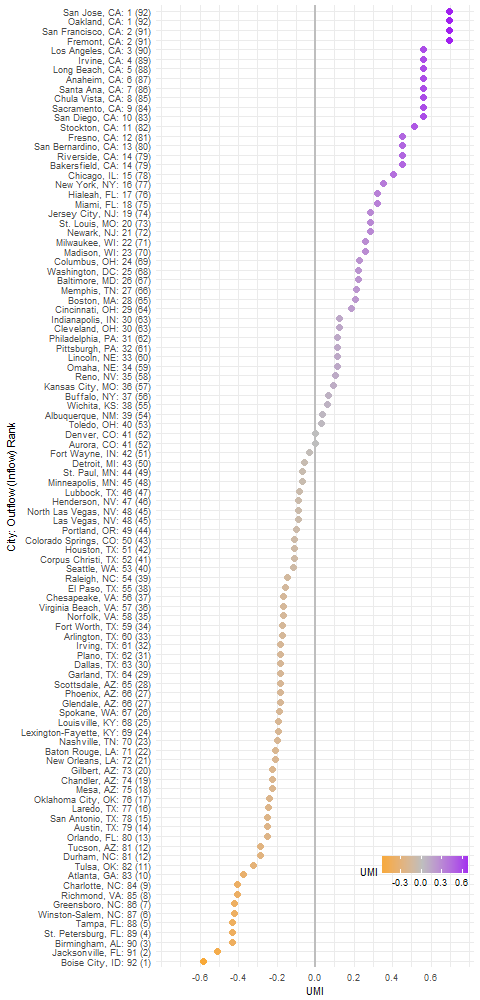 City: Outflow (Inflow) Rank
San Jose, CA: 1 (92)
Oakland, CA: 1 (92)
San Francisco, CA: 2 (91)
Fremont, CA: 2 (91)
Los Angeles, CA: 3 (90)
Irvine, CA: 4 (89)
Long Beach, CA: 5 (88)
Anaheim, CA: 6 (87)
Santa Ana, CA: 7 (86)
Chula Vista, CA: 8 (85)
Sacramento, CA: 9 (84)
San Diego, CA: 10 (83)
Stockton, CA: 11 (82)
Fresno, CA: 12 (81)
San Bernardino, CA: 13 (80)
Riverside, CA: 14 (79)
Bakersfield, CA: 14 (79)
Chicago, IL: 15 (78)
New York, NY: 16 (77)
Hialeah, FL: 17 (76)
Miami, FL: 18 (75)
Jersey City, NJ: 19 (74)
St. Louis, MO: 20 (73)
Newark, NJ: 21 (72)
Milwaukee, WI: 22 (71)
Madison, WI: 23 (70)
Columbus, OH: 24 (69)
Washington, DC: 25 (68)
Baltimore, MD: 26 (67)
Memphis, TN: 27 (66)
Boston, MA: 28 (65)
Cincinnati, OH: 29 (64)
Indianapolis, IN: 30 (63)
Cleveland, OH: 30 (63)
Philadelphia, PA: 31 (62)
Pittsburgh, PA: 32 (61)
Lincoln, NE: 33 (60)
Omaha, NE: 34 (59)
Reno, NV: 35 (58)
Kansas City, MO: 36 (57)
Buffalo, NY: 37 (56)
Wichita, KS: 38 (55)
Albuquerque, NM: 39 (54)
Toledo, OH: 40 (53)
Denver, CO: 41 (52)
Aurora, CO: 41 (52)
Fort Wayne, IN: 42 (51)
Detroit, MI: 43 (50)
St. Paul, MN: 44 (49)
Minneapolis, MN: 45 (48)
Lubbock, TX: 46 (47)
Henderson, NV: 47 (46)
North Las Vegas, NV: 48 (45)
Las Vegas, NV: 48 (45)
Portland, OR: 49 (44)
Colorado Springs, CO: 50 (43)
Houston, TX: 51 (42)
Corpus Christi, TX: 52 (41)
Seattle, WA: 53 (40)
Raleigh, NC: 54 (39)
El Paso, TX: 55 (38)
Chesapeake, VA: 56 (37)
Virginia Beach, VA: 57 (36)
Norfolk, VA: 58 (35)
Fort Worth, TX: 59 (34)
Arlington, TX: 60 (33)
Irving, TX: 61 (32)
Plano, TX: 62 (31)
Dallas, TX: 63 (30)
Garland, TX: 64 (29)
Scottsdale, AZ: 65 (28)
Phoenix, AZ: 66 (27)
Glendale, AZ: 66 (27)
Spokane, WA: 67 (26)
Louisville, KY: 68 (25)
Lexington-Fayette, KY: 69 (24)
Nashville, TN: 70 (23)
Baton Rouge, LA: 71 (22)
New Orleans, LA: 72 (21)
Gilbert, AZ: 73 (20)
Chandler, AZ: 74 (19)
Mesa, AZ: 75 (18)
Oklahoma City, OK: 76 (17)
Laredo, TX: 77 (16)
San Antonio, TX: 78 (15)
Austin, TX: 79 (14)
Orlando, FL: 80 (13)
Tucson, AZ: 81 (12)
Durham, NC: 81 (12)
Tulsa, OK: 82 (11)
Atlanta, GA: 83 (10)
Charlotte, NC: 84 (9)
Richmond, VA: 85 (8)
Greensboro, NC: 86 (7)
Winston-Salem, NC: 87 (6)
Tampa, FL: 88 (5)
St. Petersburg, FL: 89 (4)
Birmingham, AL: 90 (3)
Jacksonville, FL: 91 (2)
Boise City, ID: 92 (1)
UMI
-0.3 0.0 0.3 0.6
-0.6 -0.4 -0.2 0.0 0.2 0.4 0.6
UMI